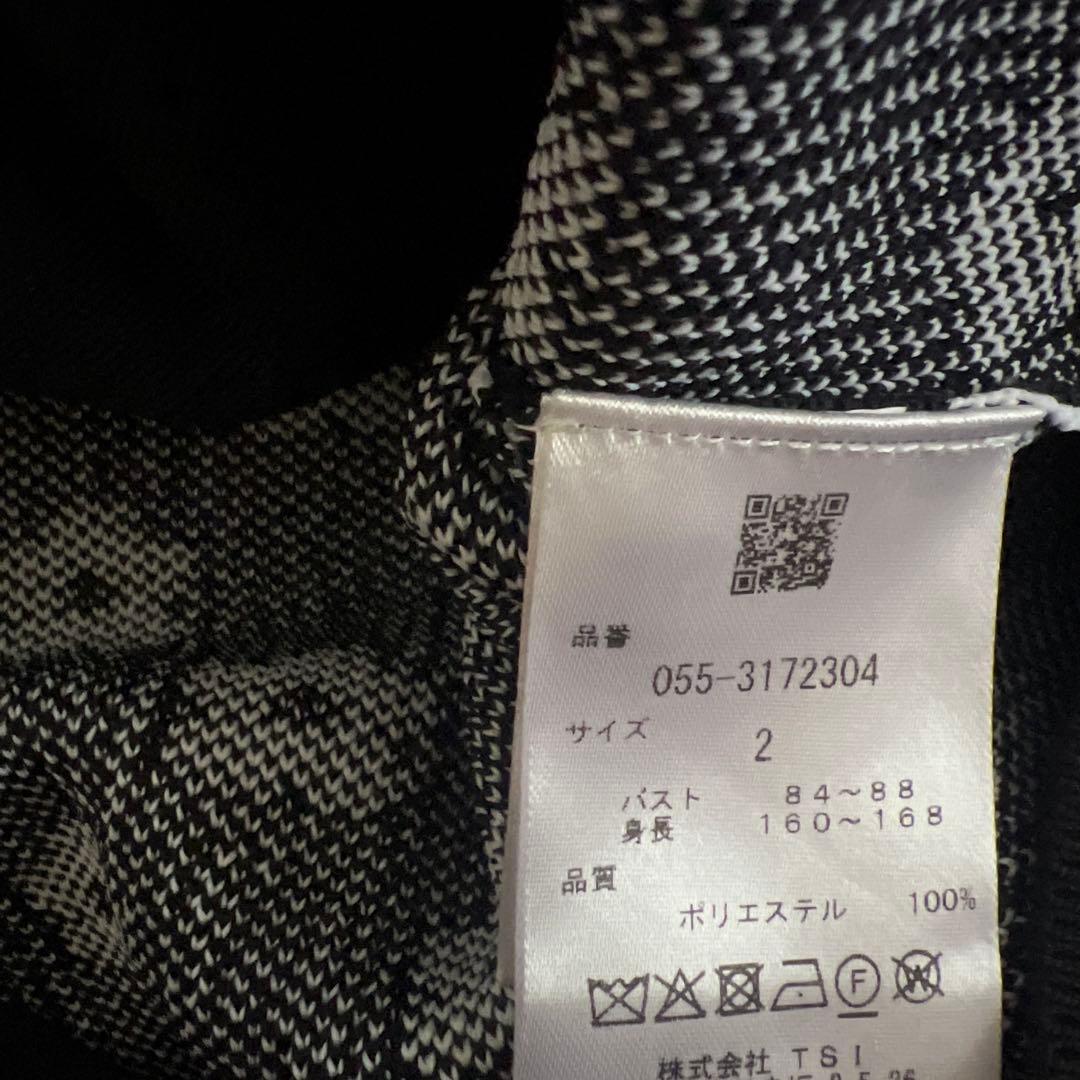 品番
055-3172304
サイズ 2
バスト 84～88
身長 160～168
品質
ポリエステル 100%
F W
株式会社 TSI